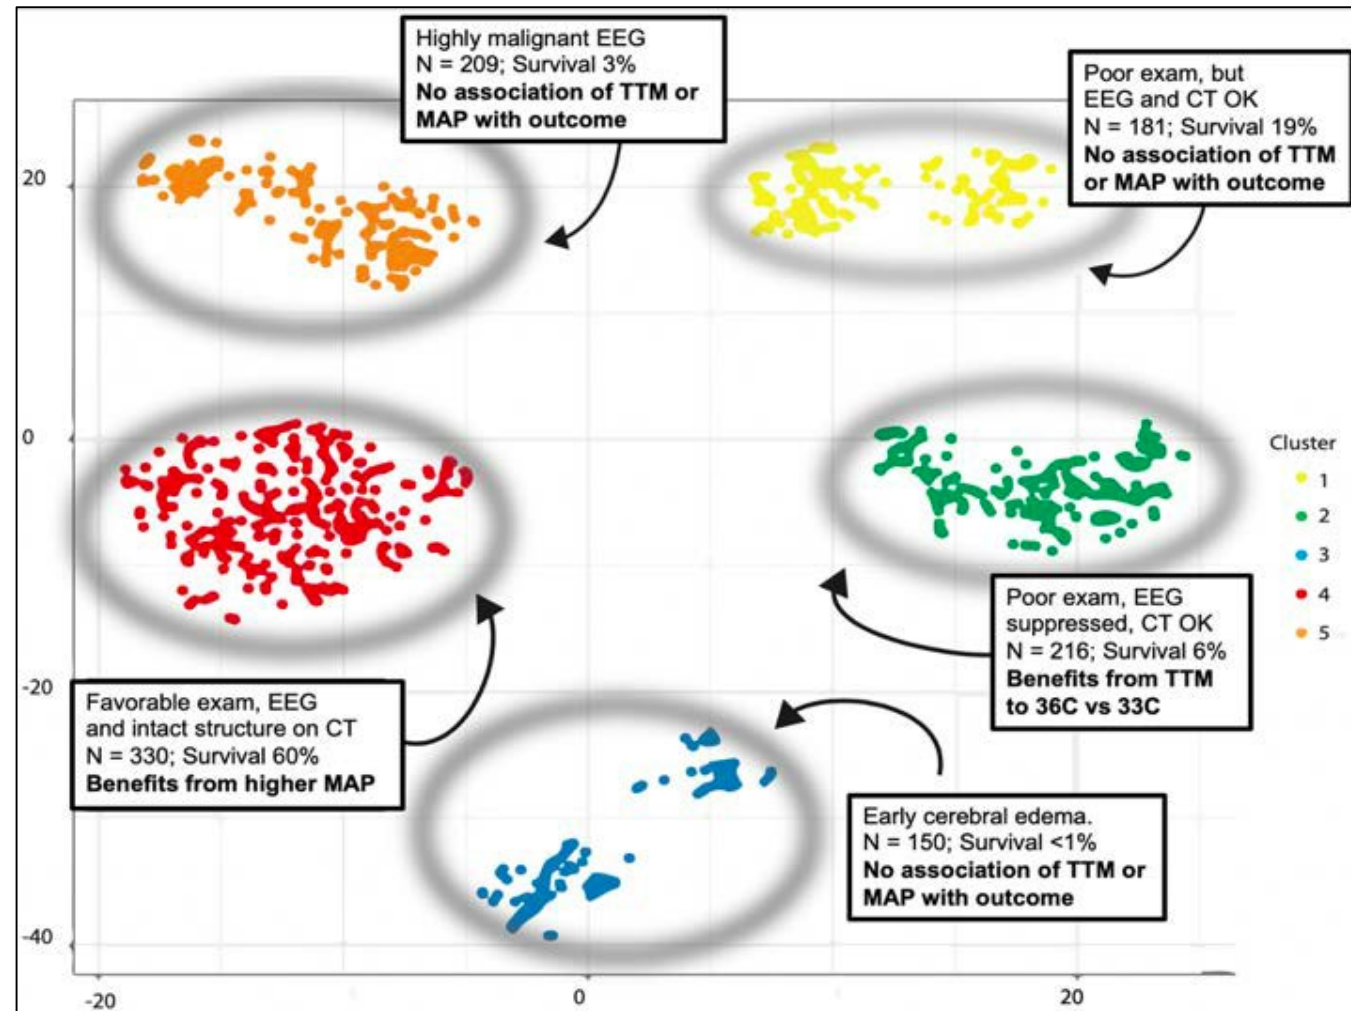 Highly malignant EEG
N = 209; Survival 3%
No association of TTM or
MAP with outcome
Poor exam, but
EEG and CT OK
N = 181; Survival 19%
No association of TTM
or MAP with outcome
20
0
-20
-40
-20
0
20
Cluster
1
2
3
4
5
Poor exam, EEG
suppressed, CT OK
N = 216; Survival 6%
Benefits from TTM
to 36C vs 33C
Favorable exam, EEG
and intact structure on CT
N = 330; Survival 60%
Benefits from higher MAP
Early cerebral edema.
N = 150; Survival <1%
No association of TTM or
MAP with outcome